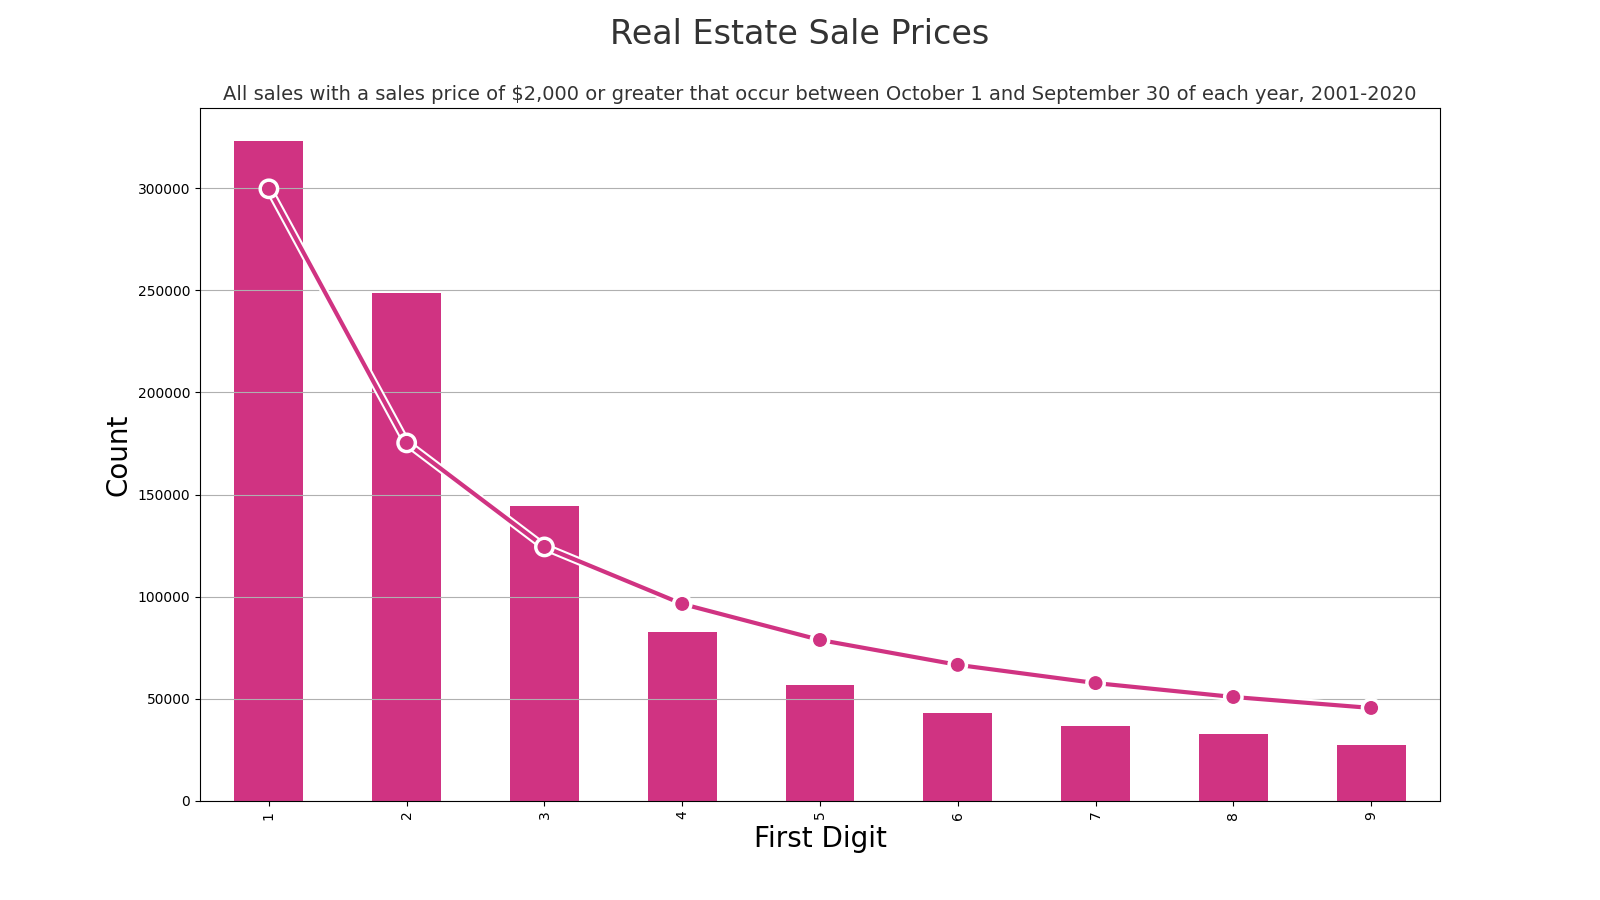 Real Estate Sale Prices
All sales with a sales price of $2,000 or greater that occur between October 1 and September 30 of each year, 2001-2020
300000
250000
200000
150000
100000
50000
0
Count
1 2 3 4 5 6 7 8 9
First Digit